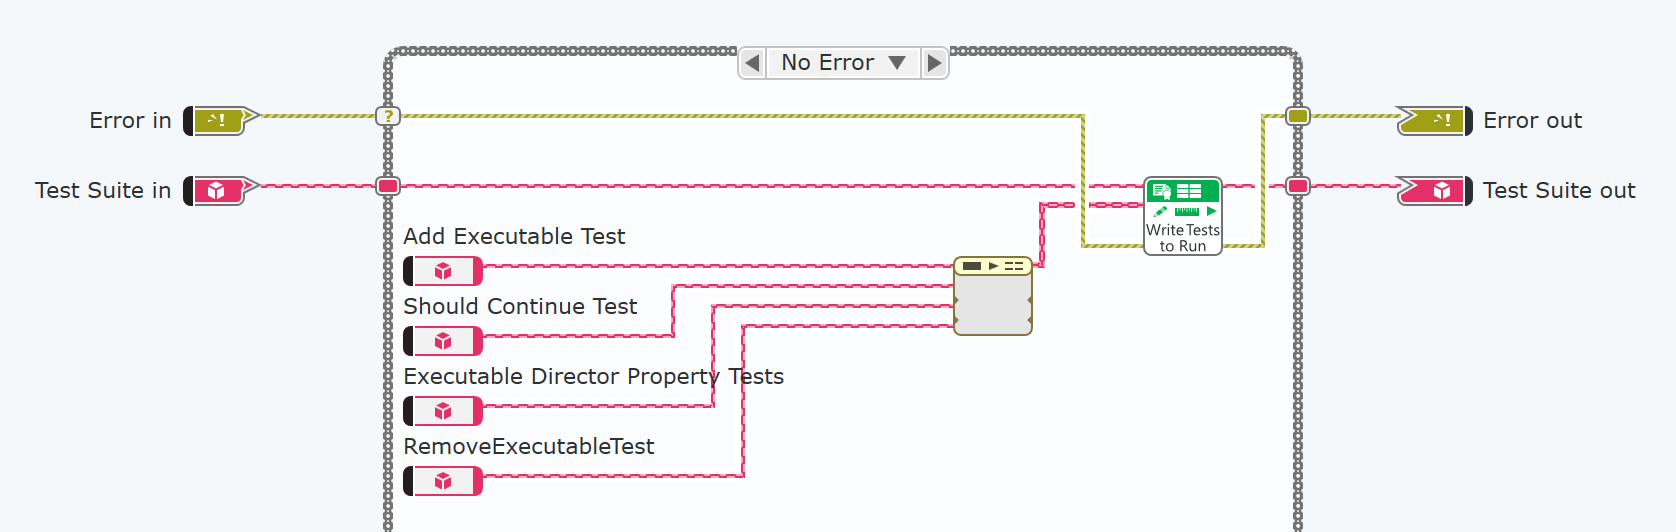 No Error
Error in
?
!
!
Error out
Test Suite in
Test Suite out
Write Tests
to Run
Add Executable Test
Should Continue Test
Executable Director Property Tests
RemoveExecutableTest